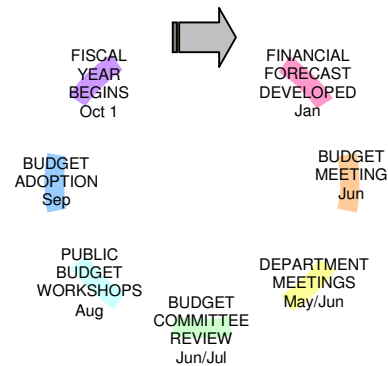 FISCAL
YEAR
BEGINS
Oct 1
FINANCIAL
FORECAST
DEVELOPED
Jan
BUDGET
MEETING
Jun
DEPARTMENT
MEETINGS
May/Jun
BUDGET
COMMITTEE
REVIEW
Jun/Jul
PUBLIC
BUDGET
WORKSHOPS
Aug
BUDGET
ADOPTION
Sep